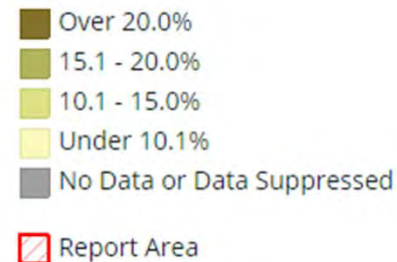 Over 20.0%
15.1 - 20.0%
10.1 - 15.0%
Under 10.1%
No Data or Data Suppressed
Report Area